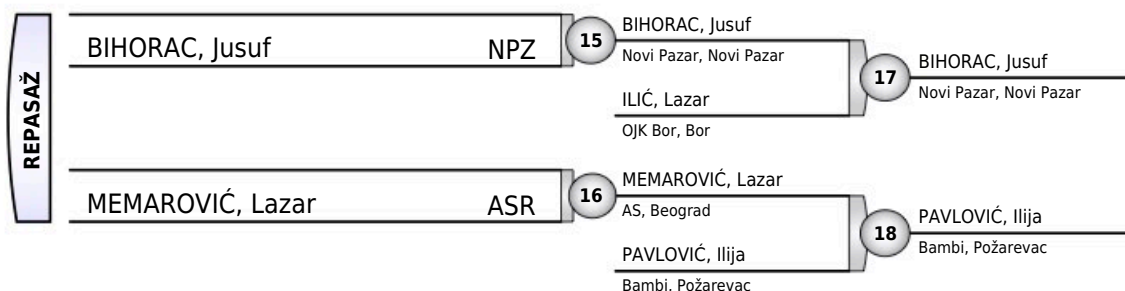 REPASAŽ
BIHORAC, Jusuf NPZ
15
BIHORAC, Jusuf
Novi Pazar, Novi Pazar
ILIĆ, Lazar
OJK Bor, Bor
17
BIHORAC, Jusuf
Novi Pazar, Novi Pazar
MEMAROVIĆ, Lazar ASR
16
MEMAROVIĆ, Lazar
AS, Beograd
PAVLOVIĆ, Ilija
Bambi, Požarevac
18
PAVLOVIĆ, Ilija
Bambi, Požarevac